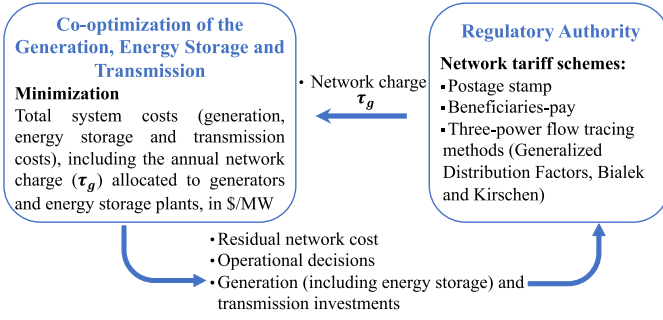 Co-optimization of the
Generation, Energy Storage and
Transmission
Minimization
Total system costs (generation,
energy storage and transmission
costs), including the annual network
charge (τg) allocated to generators
and energy storage plants, in $/MW
• Network charge
τg
Regulatory Authority
Network tariff schemes:
▪Postage stamp
▪Beneficiaries-pay
▪Three-power flow tracing
methods (Generalized
Distribution Factors, Bialek
and Kirschen)
•Residual network cost
•Operational decisions
•Generation (including energy storage) and
transmission investments